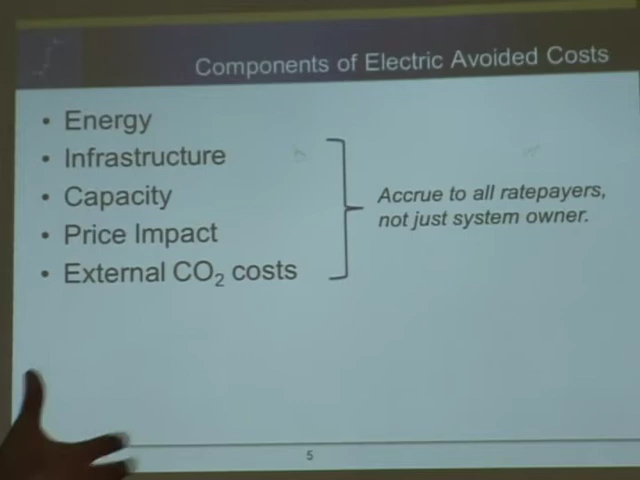 Components of Electric Avoided Costs
• Energy
• Infrastructure
• Capacity
• Price Impact
• External CO₂ costs
Accrue to all ratepayers,
not just system owner.
5